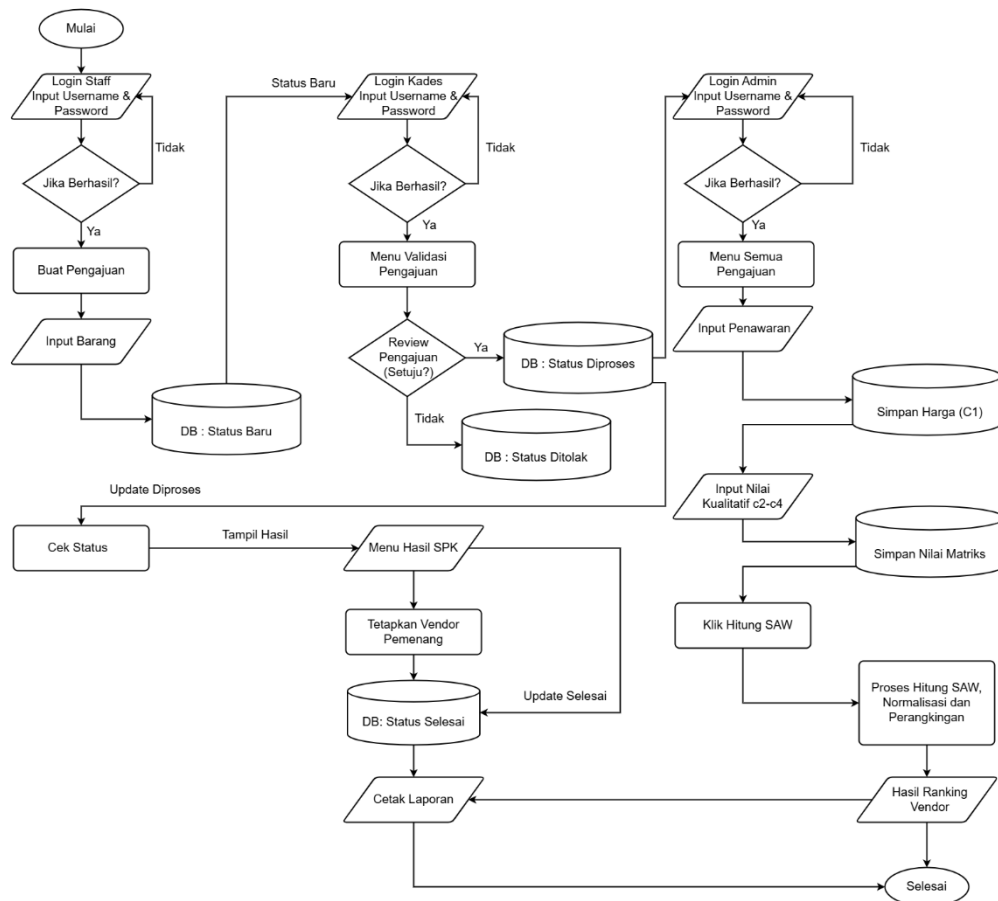 Mulai
Login Staff
Input Username &
Password
Tidak
Jika Berhasil?
Ya
Buat Pengajuan
Input Barang
DB : Status Baru
Status Baru
Login Kades
Input Username &
Password
Tidak
Jika Berhasil?
Ya
Menu Validasi
Pengajuan
Review
Pengajuan
(Setuju?)
Ya
Tidak
DB : Status Diproses
DB : Status Ditolak
Login Admin
Input Username &
Password
Tidak
Jika Berhasil?
Ya
Menu Semua
Pengajuan
Input Penawaran
Simpan Harga (C1)
Input Nilai
Kualitatif c2-c4
Simpan Nilai Matriks
Klik Hitung SAW
Proses Hitung SAW,
Normalisasi dan
Perangkingan
Hasil Ranking
Vendor
Update Diproses
Cek Status
Tampil Hasil
Menu Hasil SPK
Tetapkan Vendor
Pemenang
Update Selesai
DB: Status Selesai
Cetak Laporan
Selesai